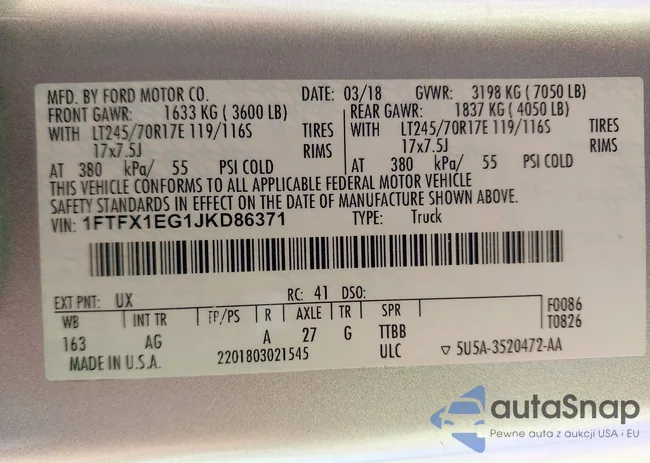 MFD. BY FORD MOTOR CO. DATE: 03/18 GVWR: 3198 KG (7050 LB)
FRONT GAWR: 1633 KG (3600 LB) REAR GAWR: 1837 KG (4050 LB)
WITH LT245/70R17E 119/116S TIRES WITH LT245/70R17E 119/116S TIRES
17x7.5J RIMS 17x7.5J RIMS
AT 380 kPa/ 55 PSI COLD AT 380 kPa/ 55 PSI COLD
THIS VEHICLE CONFORMS TO ALL APPLICABLE FEDERAL MOTOR VEHICLE
SAFETY STANDARDS IN EFFECT ON THE DATE OF MANUFACTURE SHOWN ABOVE.
VIN: 1FTFX1EG1JKD86371 TYPE: Truck
EXT PNT: UX RC: 41 DSO:
WB INT TR TP/PS R AXLE TR SPR F0086
163 AG A 27 G TTBB T0826
MADE IN U.S.A. 2201803021545 ULC ▽ 5U5A-3520472-AA
autaSnap
Pewne auta z aukcji USA i EU